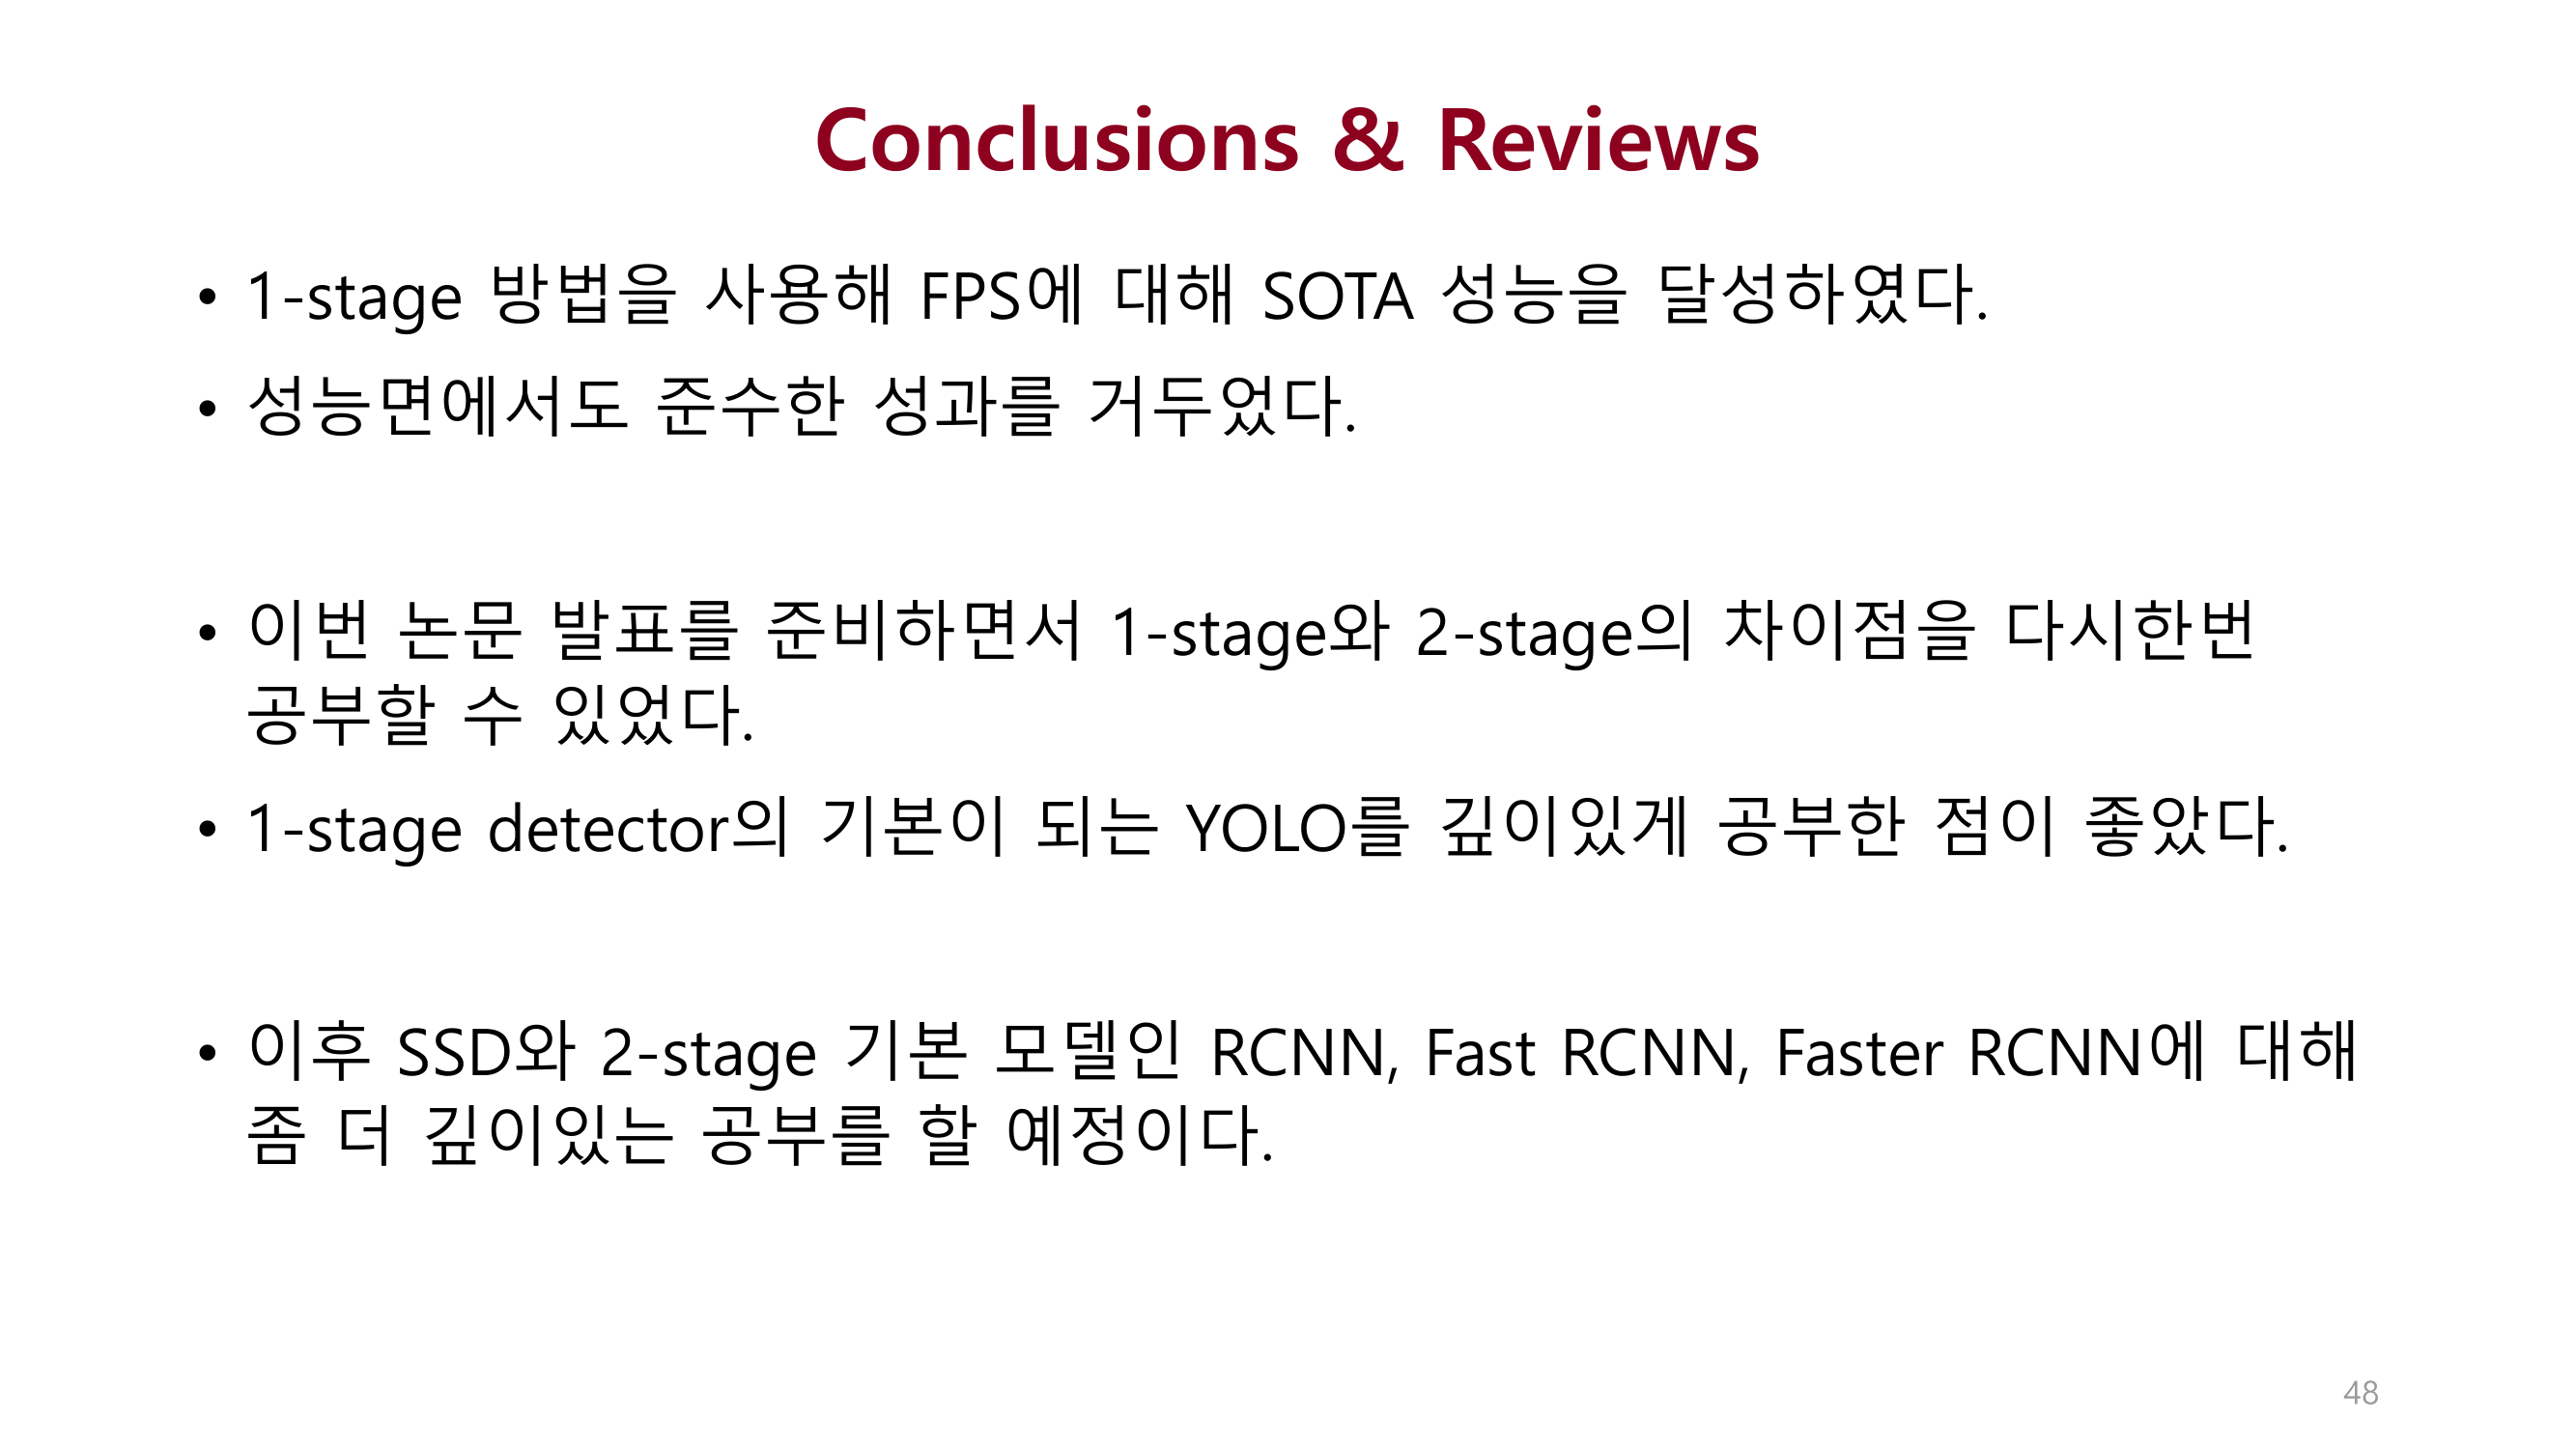 Conclusions & Reviews
• 1-stage 방법을 사용해 FPS에 대해 SOTA 성능을 달성하였다.
• 성능면에서도 준수한 성과를 거두었다.
• 이번 논문 발표를 준비하면서 1-stage와 2-stage의 차이점을 다시한번
공부할 수 있었다.
• 1-stage detector의 기본이 되는 YOLO를 깊이있게 공부한 점이 좋았다.
• 이후 SSD와 2-stage 기본 모델인 RCNN, Fast RCNN, Faster RCNN에 대해
좀 더 깊이있는 공부를 할 예정이다.
48